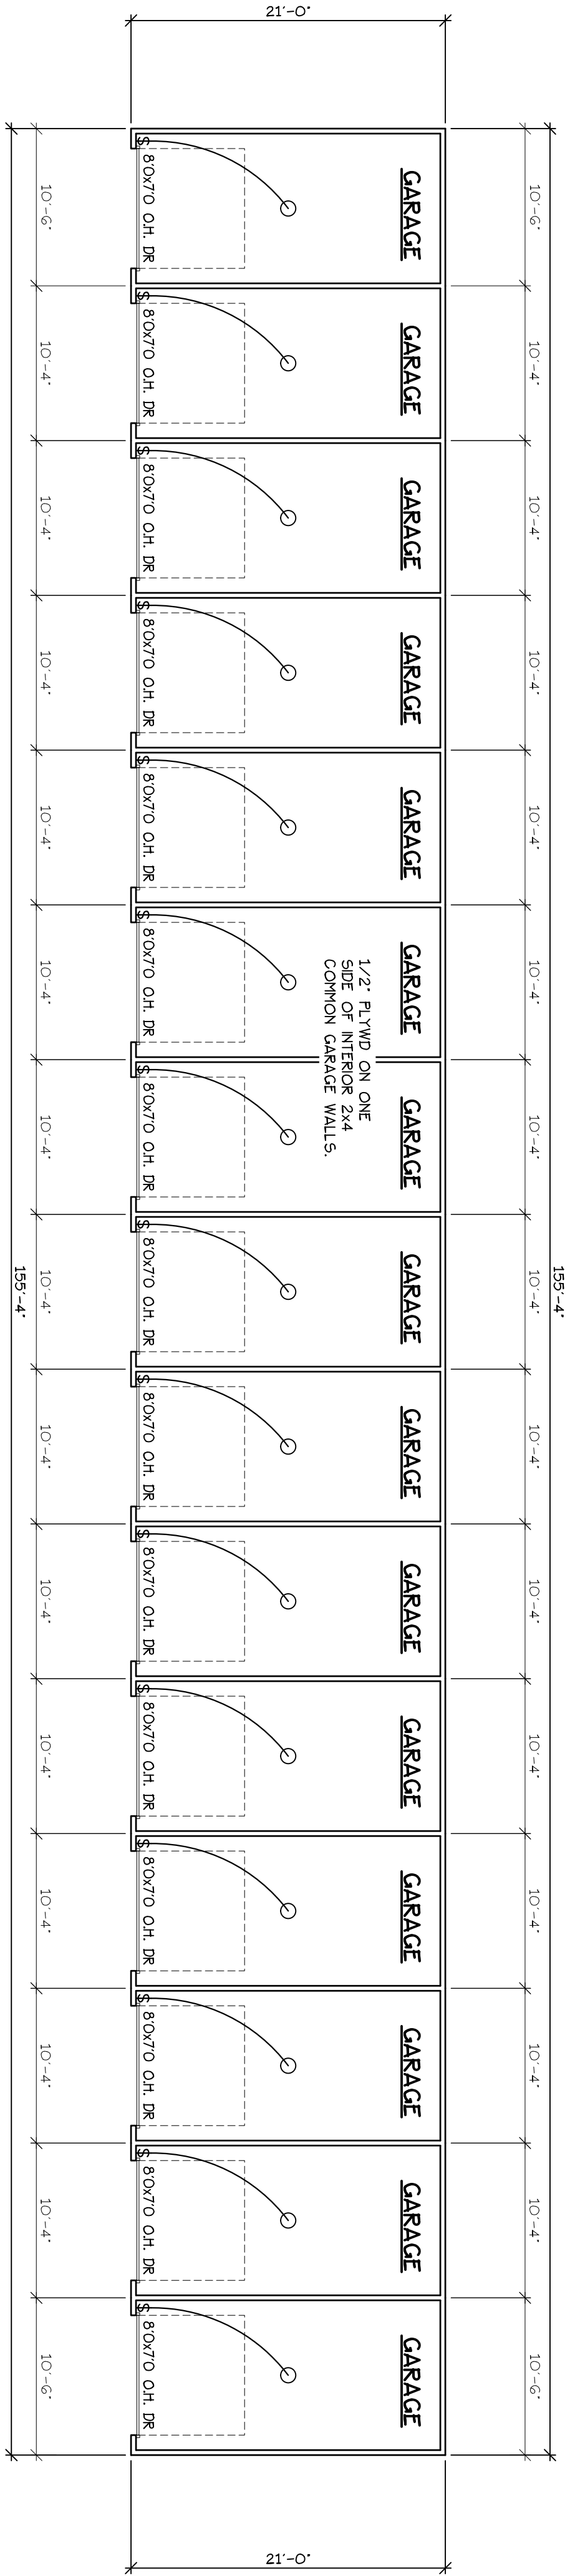 155'-4"
10'-6" 10'-4" 10'-4" 10'-4" 10'-4" 10'-4" 10'-4" 10'-4" 10'-4" 10'-4" 10'-4" 10'-4" 10'-4" 10'-4" 10'-6"
21'-0"
GARAGE GARAGE GARAGE GARAGE GARAGE GARAGE GARAGE GARAGE GARAGE GARAGE GARAGE GARAGE GARAGE GARAGE GARAGE
1/2" PLYWD ON ONE
SIDE OF INTERIOR 2x4
COMMON GARAGE WALLS.
21'-0"
$ 8'0x7'0 O.H. DR $ 8'0x7'0 O.H. DR $ 8'0x7'0 O.H. DR $ 8'0x7'0 O.H. DR $ 8'0x7'0 O.H. DR $ 8'0x7'0 O.H. DR $ 8'0x7'0 O.H. DR $ 8'0x7'0 O.H. DR $ 8'0x7'0 O.H. DR $ 8'0x7'0 O.H. DR $ 8'0x7'0 O.H. DR $ 8'0x7'0 O.H. DR $ 8'0x7'0 O.H. DR $ 8'0x7'0 O.H. DR $ 8'0x7'0 O.H. DR
10'-6" 10'-4" 10'-4" 10'-4" 10'-4" 10'-4" 10'-4" 10'-4" 10'-4" 10'-4" 10'-4" 10'-4" 10'-4" 10'-4" 10'-6"
155'-4"